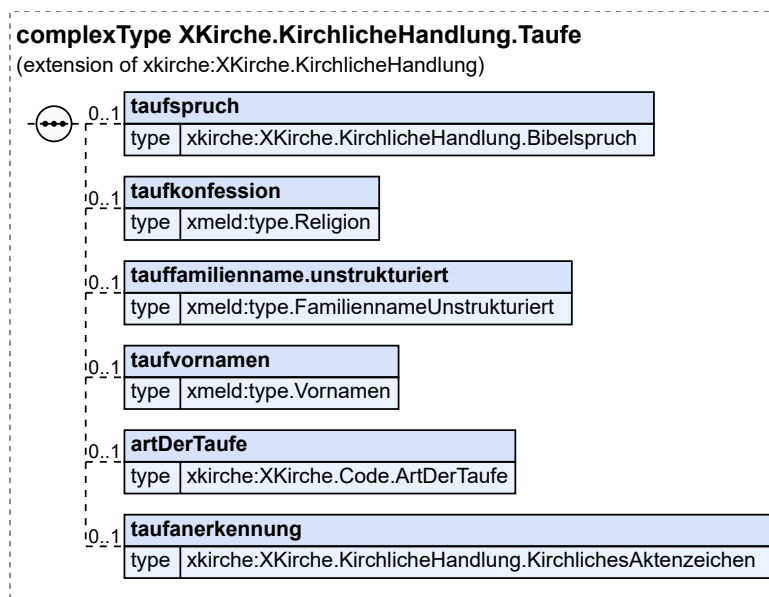 complexType XKirche.KirchlicheHandlung.Taufe
(extension of xkirche:XKirche.KirchlicheHandlung)
0..1 taufspruch
type xkirche:XKirche.KirchlicheHandlung.Bibelspruch
0..1 taufkonfession
type xmeld:type.Religion
0..1 tauffamilienname.unstrukturiert
type xmeld:type.FamiliennameUnstrukturiert
0..1 taufvornamen
type xmeld:type.Vornamen
0..1 artDerTaufe
type xkirche:XKirche.Code.ArtDerTaufe
0..1 taufanerkennung
type xkirche:XKirche.KirchlicheHandlung.KirchlichesAktenzeichen